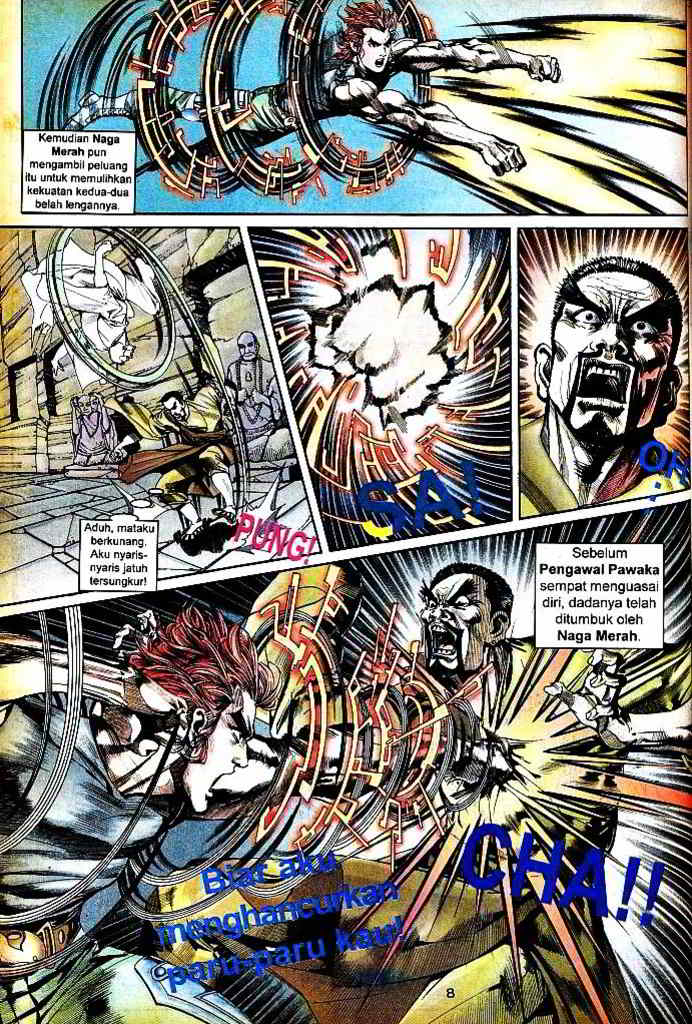 Kemudian Naga
Merah pun
mengambil peluang
itu untuk memulihkan
kekuatan kedua-dua
belah lengannya.
Aduh, mataku
berkunang.
Aku nyaris-
nyaris jatuh
tersungkur!
PUNG!
SA!
OH
Sebelum
Pengawal Pawaka
sempat menguasai
diri, dadanya telah
ditumbuk oleh
Naga Merah.
CHA!!
Biar aku
menghancurkan
paru-paru kau!
8